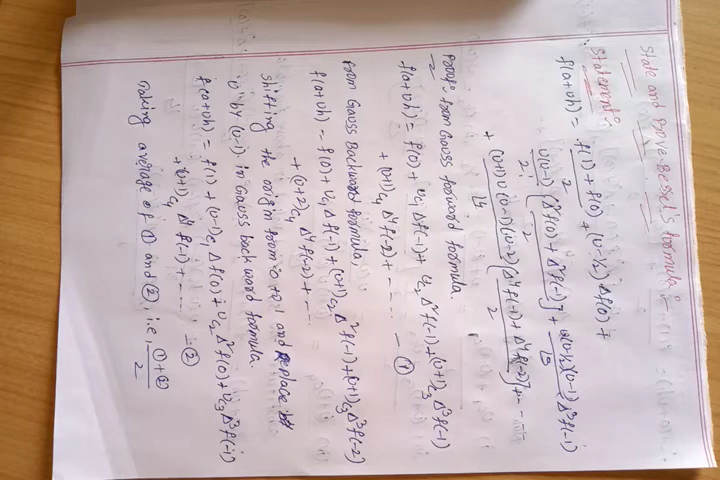 State and prove Bessel's formula:
Statement:
f(a+uh) = f(1)+f(0)/2 + (u-1/2) Δf(0) +
u(u-1)/2! [Δ²f(0)+Δ²f(-1)/2] + u(u-½)(u-1)/⌊3 Δ³f(-1)
+ (u+1)u(u-1)(u-2)/⌊4 [Δ⁴f(-1)+Δ⁴f(-2)/2] + - - -
Proof:- from Gauss forward formula.
f(a+uh) = f(0) + uc₁ Δf(-1) + uc₂ Δ²f(-1) + (u+1)c₃ Δ³f(-1)
+ (u+1)c₄ Δ⁴f(-2) + - - - - ①
from Gauss Backward formula,
f(a+uh) = f(0) + uc₁ Δf(-1) + (u+1)c₂ Δ²f(-1) + (u+1)c₃ Δ³f(-2)
+ (u+2)c₄ Δ⁴f(-2) + - - - -
Shifting the origin from 0 to 1 and Replace
u by (u-1) in Gauss backward formula.
f(a+uh) = f(1) + (u-1)c₁ Δf(0) + uc₂ Δ²f(0) + uc₃ Δ³f(-1)
+ (u+1)c₄ Δ⁴f(-1) + - - - - ②
Taking average of ① and ②, i.e, ①+②/2